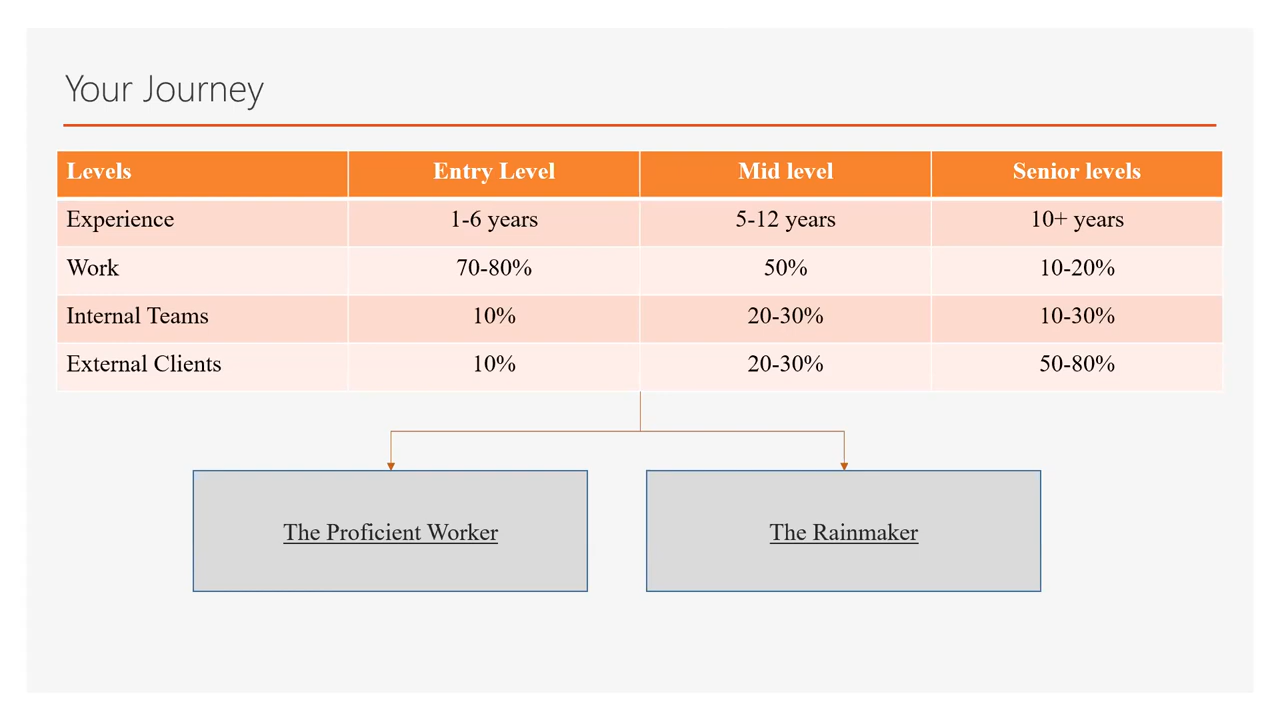 Your Journey
Levels Entry Level Mid level Senior levels
Experience 1-6 years 5-12 years 10+ years
Work 70-80% 50% 10-20%
Internal Teams 10% 20-30% 10-30%
External Clients 10% 20-30% 50-80%
The Proficient Worker
The Rainmaker